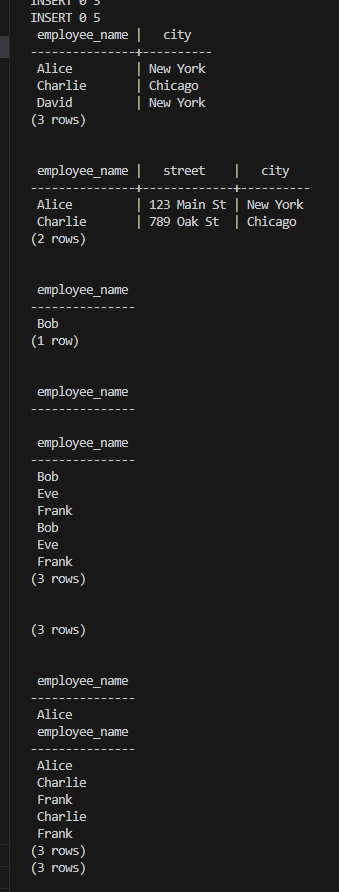 INSERT 0 3
INSERT 0 5
 employee_name |   city
---------------+----------
 Alice         | New York
 Charlie       | Chicago
 David         | New York
(3 rows)
 employee_name |   street    |   city
---------------+-------------+----------
 Alice         | 123 Main St | New York
 Charlie       | 789 Oak St  | Chicago
(2 rows)
 employee_name
---------------
 Bob
(1 row)
 employee_name
---------------
 employee_name
---------------
 Bob
 Eve
 Frank
 Bob
 Eve
 Frank
(3 rows)
(3 rows)
 employee_name
---------------
 Alice
 employee_name
---------------
 Alice
 Charlie
 Frank
 Charlie
 Frank
(3 rows)
(3 rows)